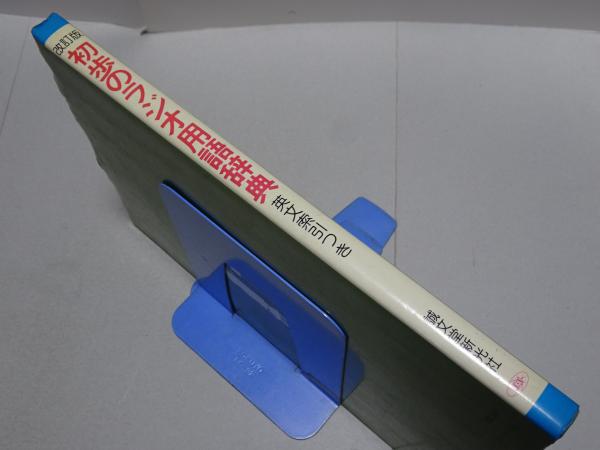 改訂版
初歩のラジオ用語辞典
英文索引つき
誠文堂新光社